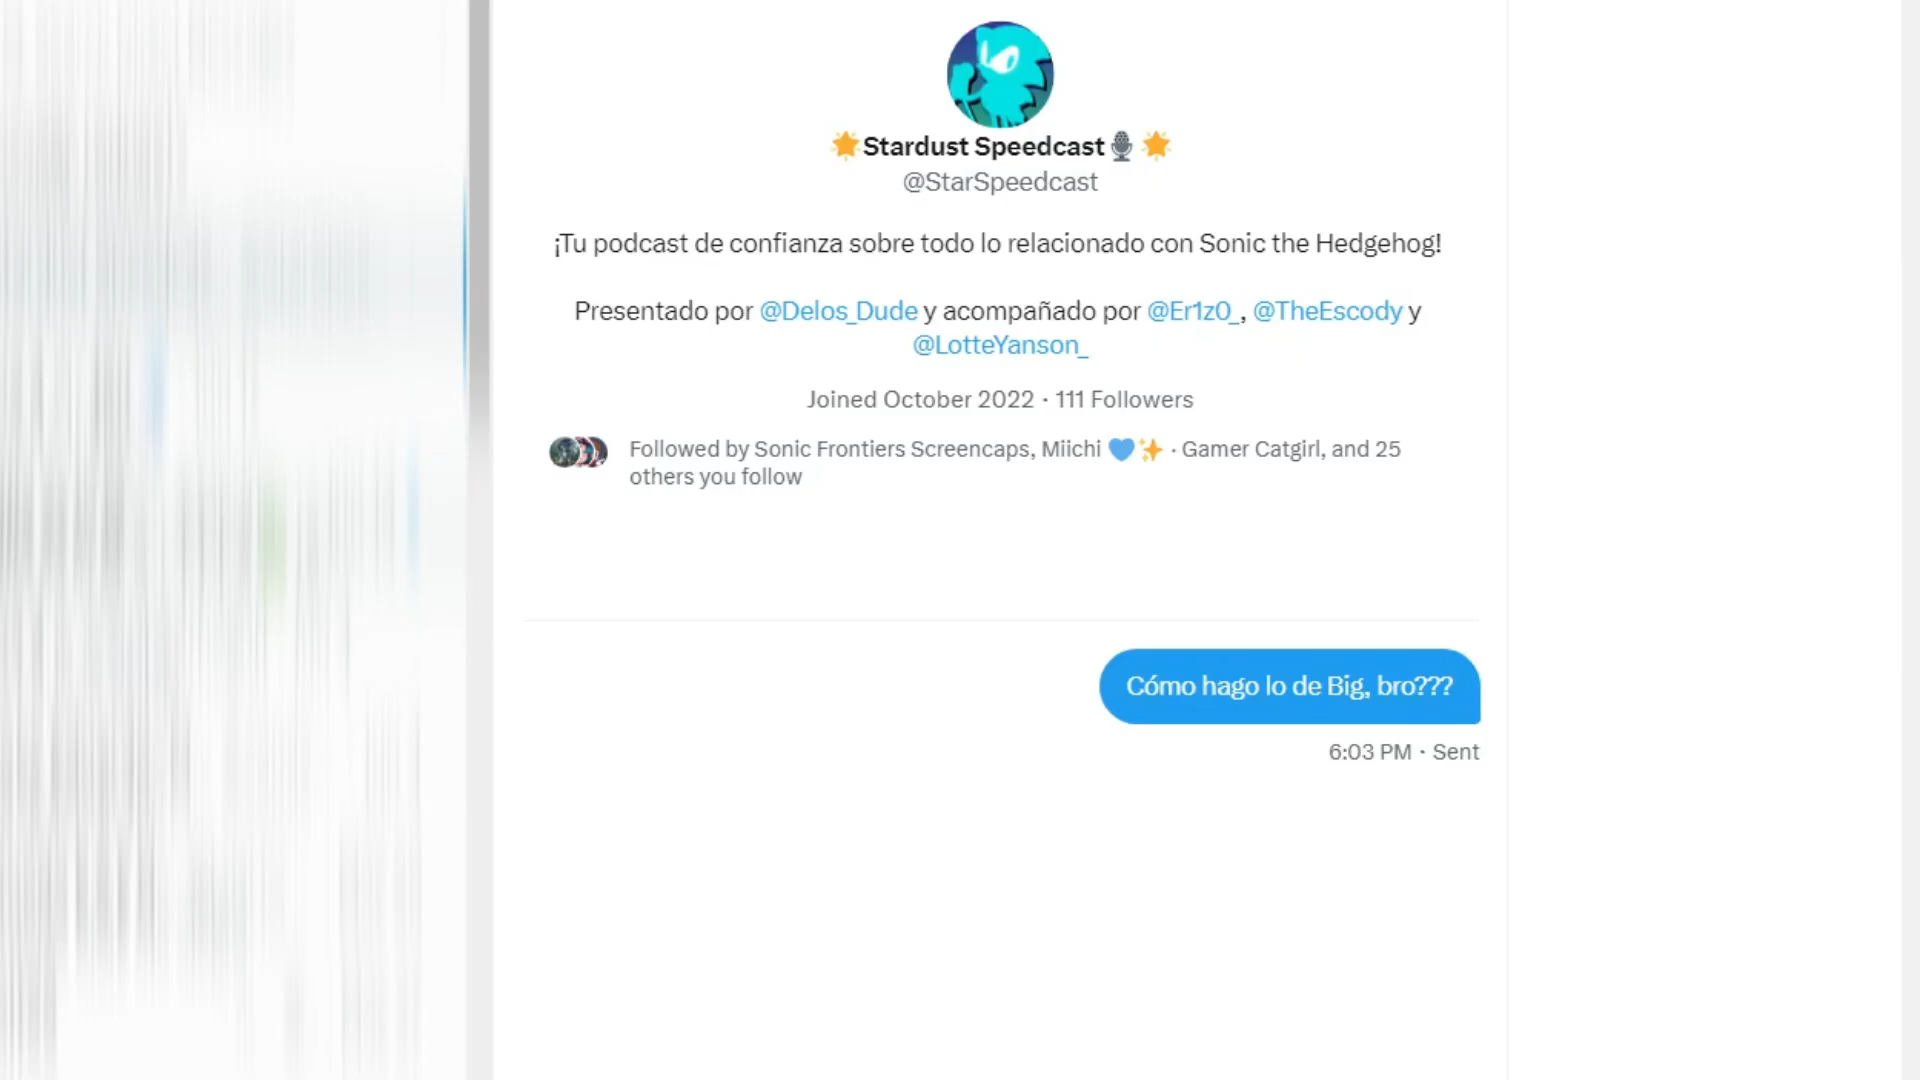 🌟Stardust Speedcast🎙️🌟
@StarSpeedcast
¡Tu podcast de confianza sobre todo lo relacionado con Sonic the Hedgehog!
Presentado por @Delos_Dude y acompañado por @Er1z0_, @TheEscody y
@LotteYanson_
Joined October 2022 · 111 Followers
Followed by Sonic Frontiers Screencaps, Miichi 💙✨ · Gamer Catgirl, and 25
others you follow
Cómo hago lo de Big, bro???
6:03 PM · Sent